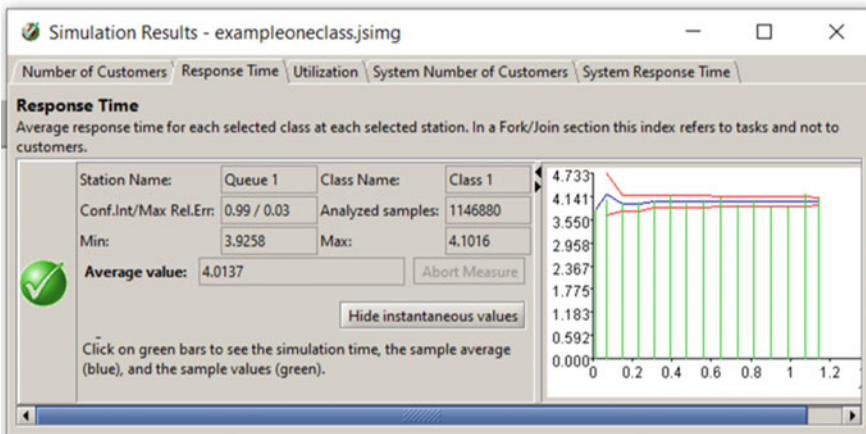 Simulation Results - exampleoneclass.jsimg
Number of Customers Response Time Utilization System Number of Customers System Response Time
Response Time
Average response time for each selected class at each selected station. In a Fork/Join section this index refers to tasks and not to
customers.
Station Name: Queue 1 Class Name: Class 1
Conf.Int/Max Rel.Err: 0.99 / 0.03 Analyzed samples: 1146880
Min: 3.9258 Max: 4.1016
Average value: 4.0137 Abort Measure
Hide instantaneous values
Click on green bars to see the simulation time, the sample average
(blue), and the sample values (green).
4.733
4.141
3.550
2.958
2.367
1.775
1.183
0.592
0.000
0 0.2 0.4 0.6 0.8 1 1.2